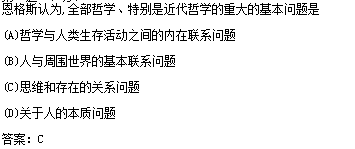 恩格斯认为,全部哲学、特别是近代哲学的重大的基本问题是
(A)哲学与人类生存活动之间的内在联系问题
(B)人与周围世界的基本联系问题
(C)思维和存在的关系问题
(D)关于人的本质问题
答案: C